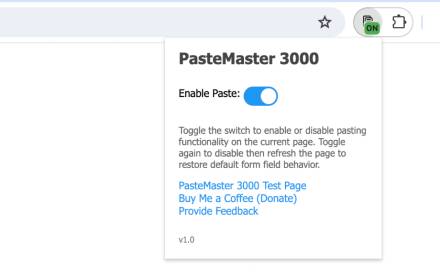 ON
PasteMaster 3000
Enable Paste:
Toggle the switch to enable or disable pasting
functionality on the current page. Toggle
again to disable then refresh the page to
restore default form field behavior.
PasteMaster 3000 Test Page
Buy Me a Coffee (Donate)
Provide Feedback
v1.0